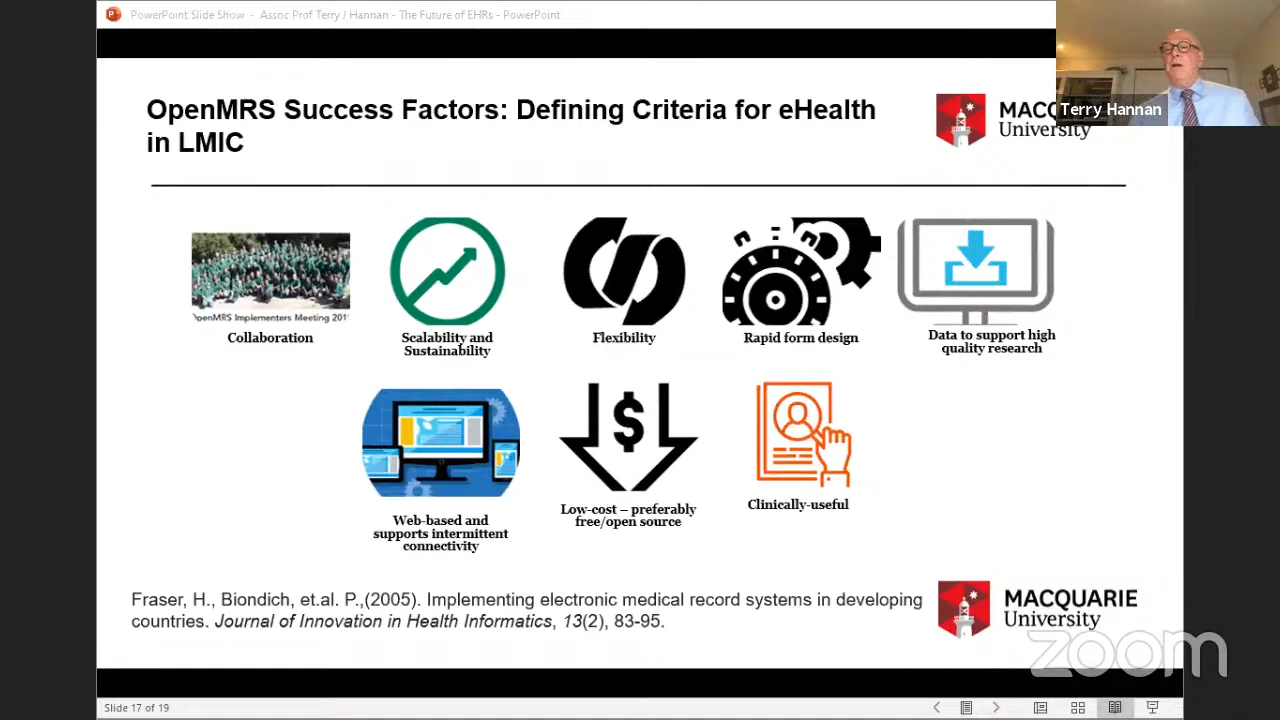 PowerPoint Slide Show - Assoc Prof Terry J Hannan - The Future of EHRs - PowerPoint
OpenMRS Success Factors: Defining Criteria for eHealth
in LMIC
University
Terry Hannan
OpenMRS Implementers Meeting
Collaboration
Scalability and
Sustainability
Flexibility
Rapid form design
Data to support high
quality research
Web-based and
supports intermittent
connectivity
Low-cost – preferably
free/open source
Clinically-useful
Fraser, H., Biondich, et.al. P.,(2005). Implementing electronic medical record systems in developing
countries. Journal of Innovation in Health Informatics, 13(2), 83-95.
MACQUARIE
University
zoom
Slide 17 of 19